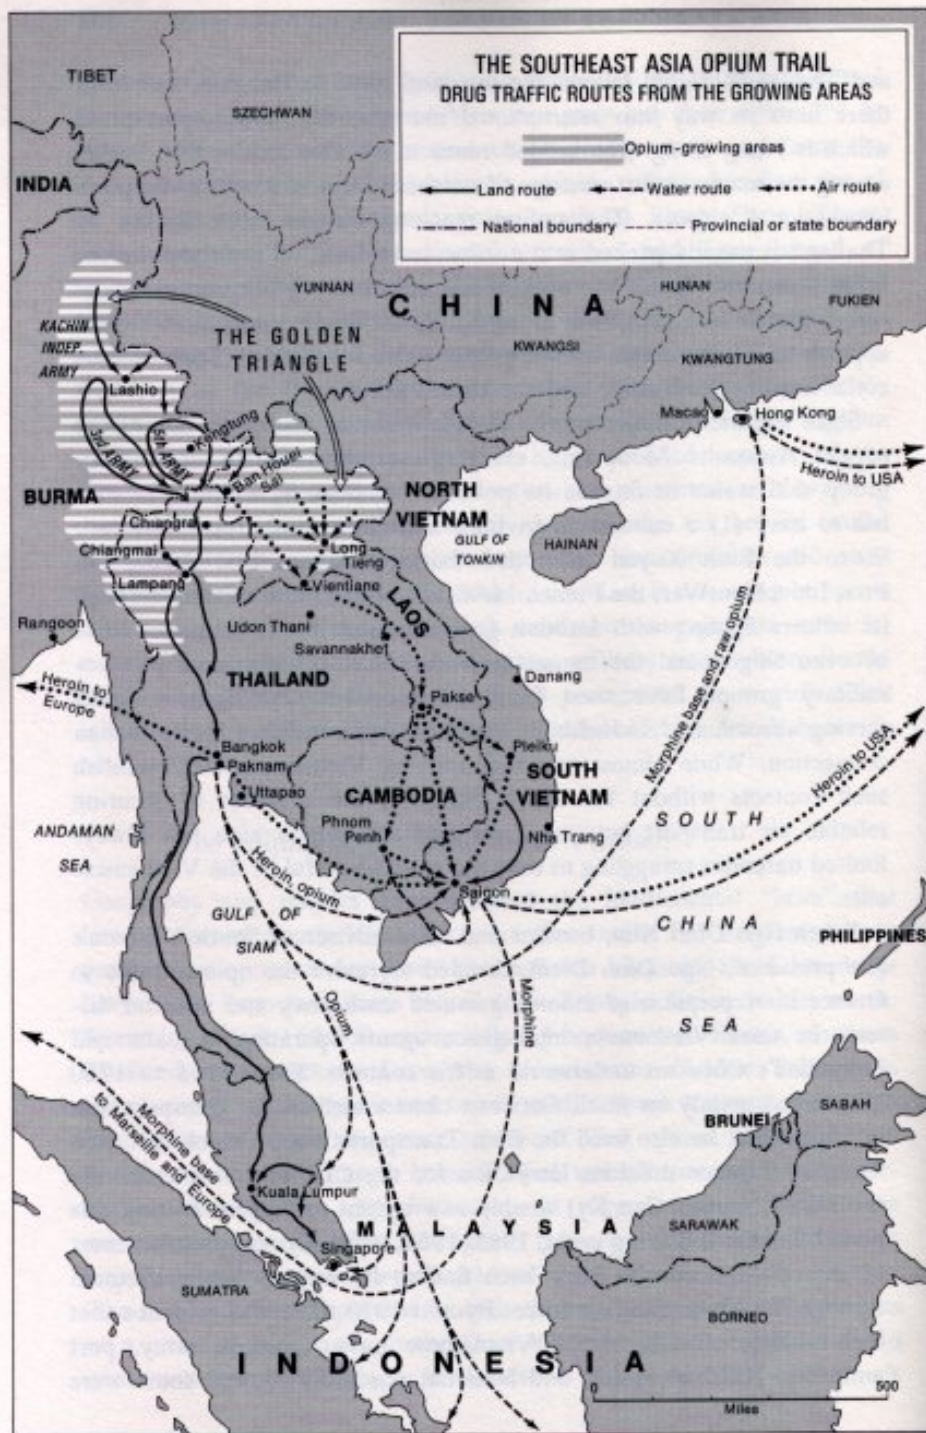 THE SOUTHEAST ASIA OPIUM TRAIL
DRUG TRAFFIC ROUTES FROM THE GROWING AREAS
Opium-growing areas
Land route
Water route
Air route
National boundary
Provincial or state boundary
TIBET
SZECHWAN
INDIA
YUNNAN
CHINA
HUNAN
FUKIEN
KWANGSI
KWANGTUNG
KACHIN
INDEP.
ARMY
THE GOLDEN
TRIANGLE
Lashio
Macao
Hong Kong
Heroin to USA
3rd ARMY
5th ARMY
Kengtung
Ban Houei
Sai
BURMA
NORTH
VIETNAM
GULF OF
TONKIN
HAINAN
Chiangrai
Chiangmai
Long
Tieng
Lampang
Vientiane
LAOS
Rangoon
Udon Thani
Savannakhet
THAILAND
Danang
Heroin to
Europe
Pakse
Morphine base and raw opium
Bangkok
Paknam
Pleiku
Heroin to USA
Uttapao
CAMBODIA
SOUTH
VIETNAM
ANDAMAN
SEA
Phnom
Penh
Nha Trang
SOUTH
Heroin, opium
Saigon
GULF OF
SIAM
CHINA
PHILIPPINES
Opium
Morphine
SEA
Morphine base
to Marseille and Europe
SABAH
BRUNEI
Kuala Lumpur
MALAYSIA
SARAWAK
Singapore
SUMATRA
BORNEO
INDONESIA
0 500
Miles